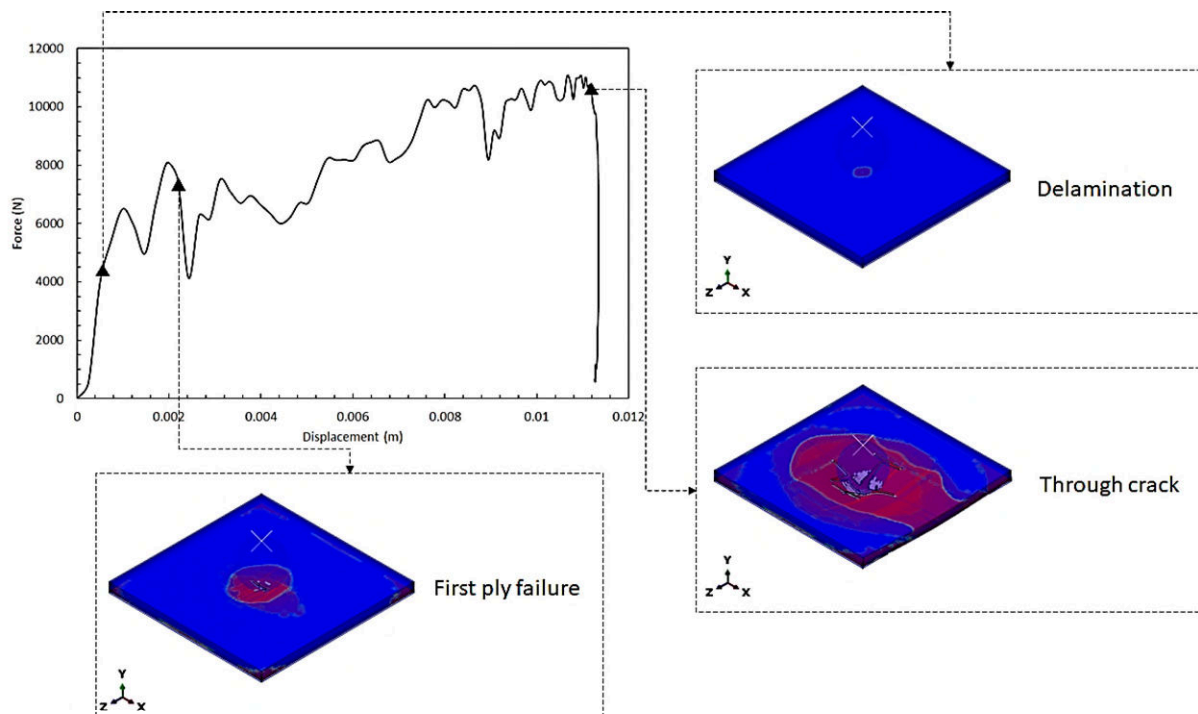 12000
10000
8000
6000
4000
2000
0
Force (N)
0
0.002
0.004
0.006
0.008
0.01
0.012
Displacement (m)
Delamination
Y
Z
X
Through crack
Y
Z
X
First ply failure
Y
Z
X